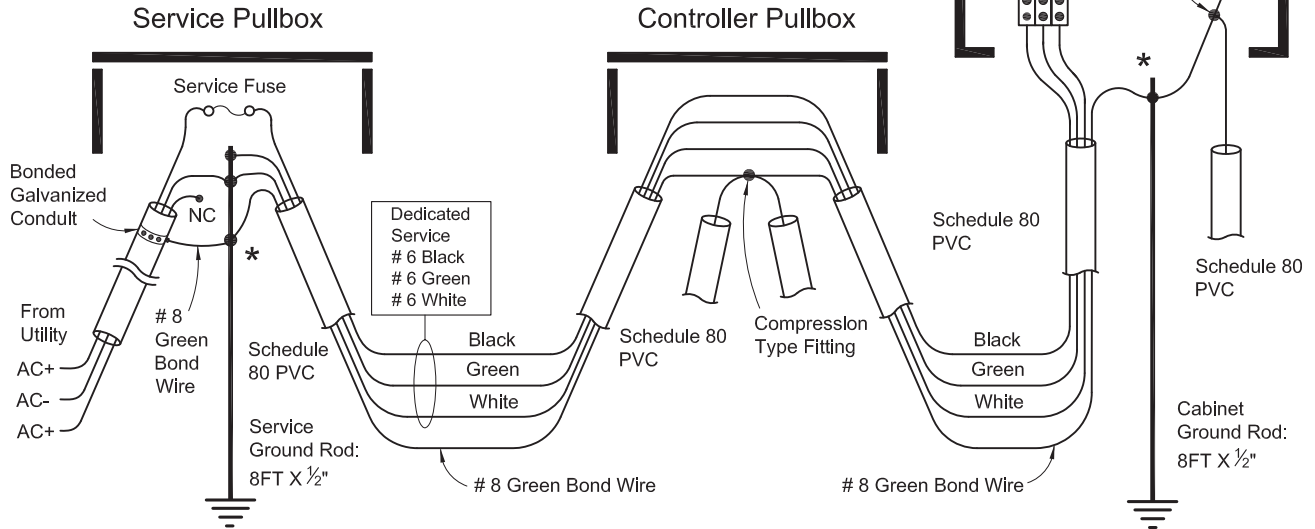 Service Pullbox
Controller Pullbox
Service Fuse
*
Bonded
Galvanized
Conduit
NC
*
Dedicated
Service
# 6 Black
# 6 Green
# 6 White
Schedule 80
PVC
Schedule 80
PVC
From
Utility
AC+
AC-
AC+
# 8
Green
Bond
Wire
Schedule
80 PVC
Service
Ground Rod:
8FT X ½"
Black
Green
White
# 8 Green Bond Wire
Schedule 80
PVC
Compression
Type Fitting
Black
Green
White
# 8 Green Bond Wire
Cabinet
Ground Rod:
8FT X ½"